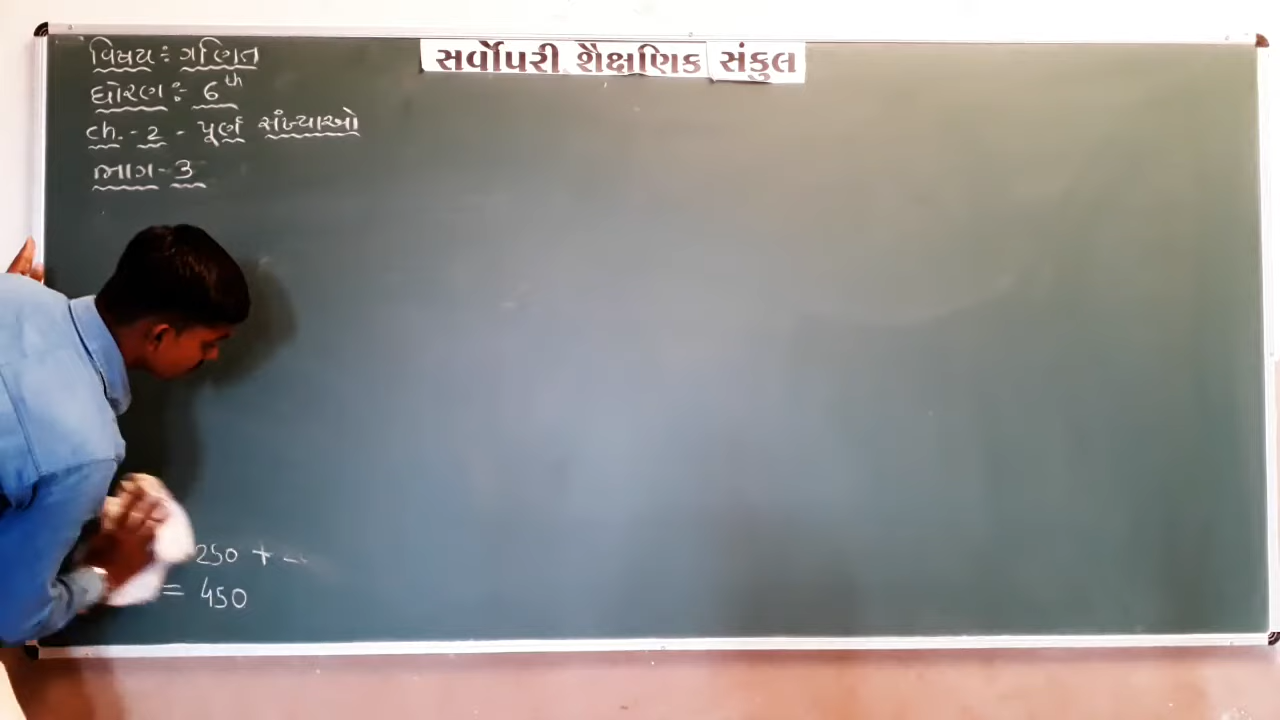 સર્વોપરી શૈક્ષણિક સંકુલ
વિષય : ગણિત
ધોરણ : 6th
ch. - 2 - પૂર્ણ સંખ્યાઓ
ભાગ - 3
250 +
= 450